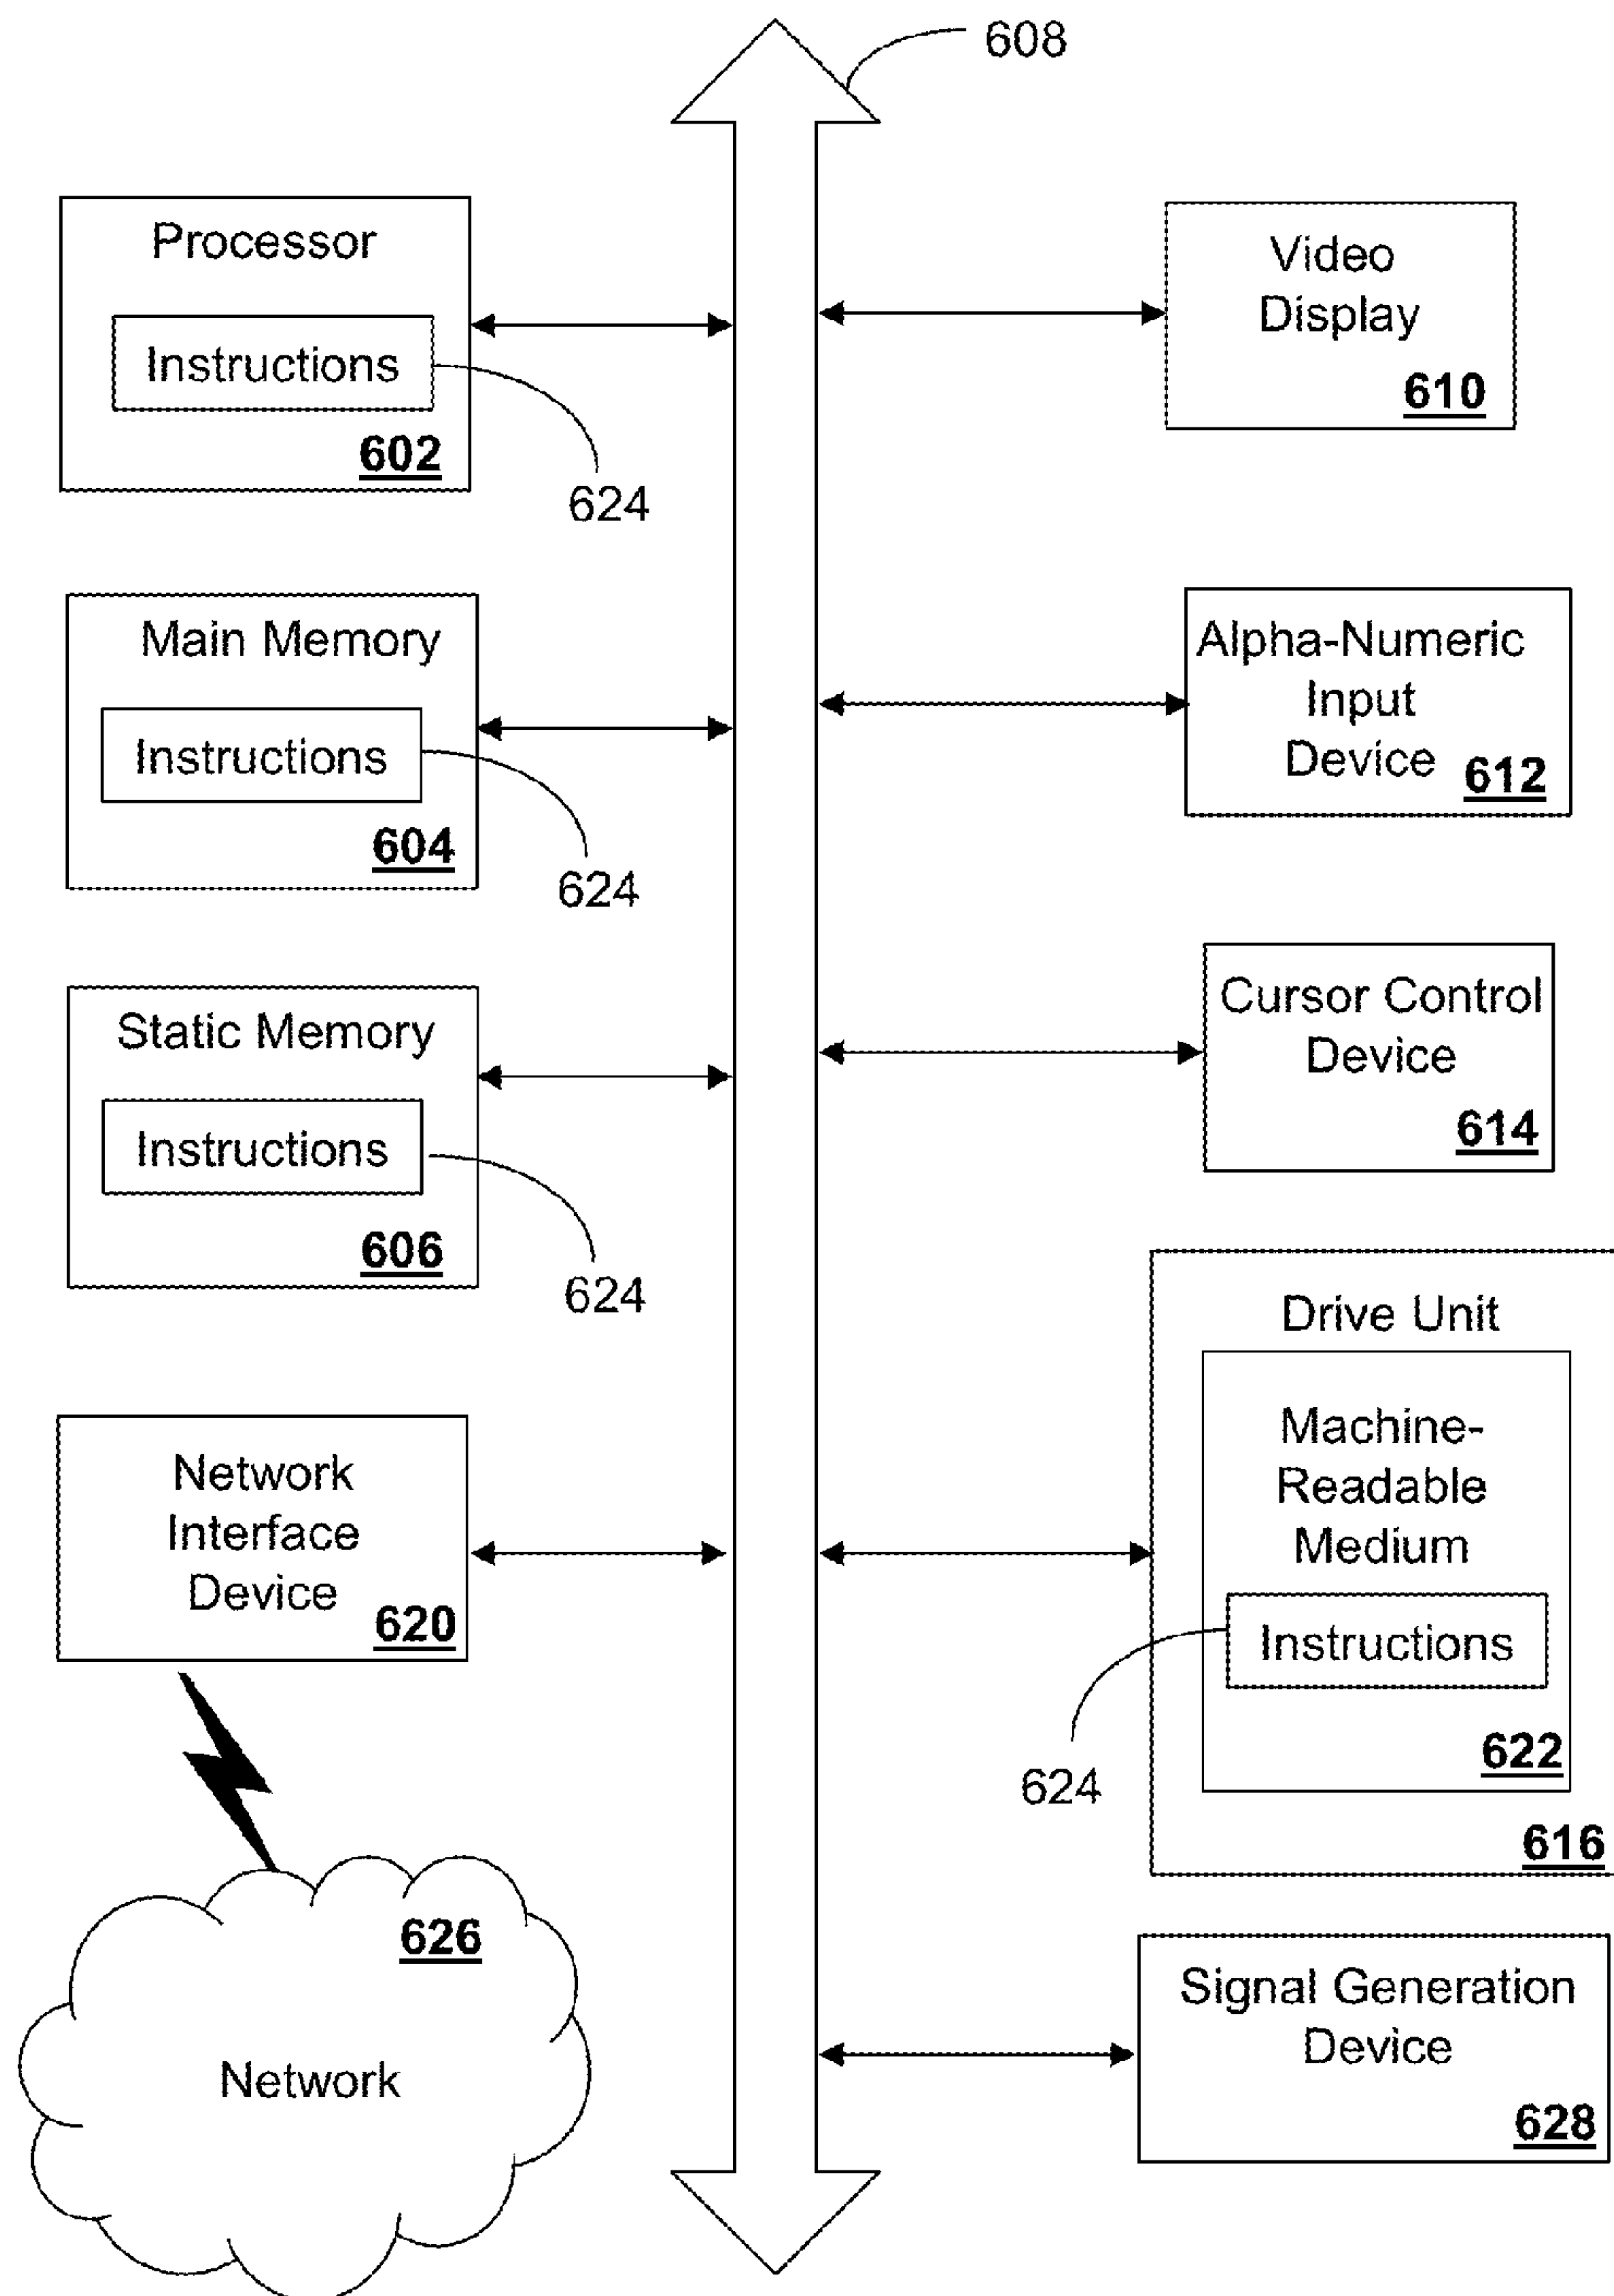 608
Processor
Instructions
602
624
Main Memory
Instructions
604
624
Static Memory
Instructions
606
624
Network
Interface
Device
620
626
Network
Video
Display
610
Alpha-Numeric
Input
Device
612
Cursor Control
Device
614
Drive Unit
Machine-
Readable
Medium
Instructions
624
622
616
Signal Generation
Device
628